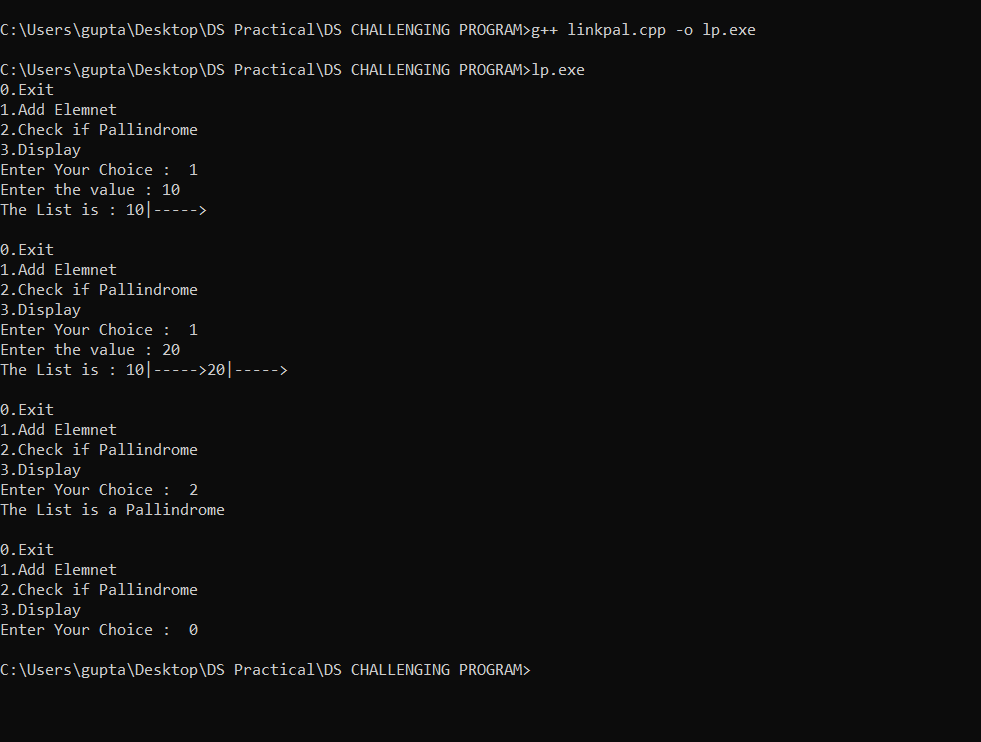 C:\Users\gupta\Desktop\DS Practical\DS CHALLENGING PROGRAM>g++ linkpal.cpp -o lp.exe
C:\Users\gupta\Desktop\DS Practical\DS CHALLENGING PROGRAM>lp.exe
0.Exit
1.Add Elemnet
2.Check if Pallindrome
3.Display
Enter Your Choice :  1
Enter the value : 10
The List is : 10|----->
0.Exit
1.Add Elemnet
2.Check if Pallindrome
3.Display
Enter Your Choice :  1
Enter the value : 20
The List is : 10|----->20|----->
0.Exit
1.Add Elemnet
2.Check if Pallindrome
3.Display
Enter Your Choice :  2
The List is a Pallindrome
0.Exit
1.Add Elemnet
2.Check if Pallindrome
3.Display
Enter Your Choice :  0
C:\Users\gupta\Desktop\DS Practical\DS CHALLENGING PROGRAM>